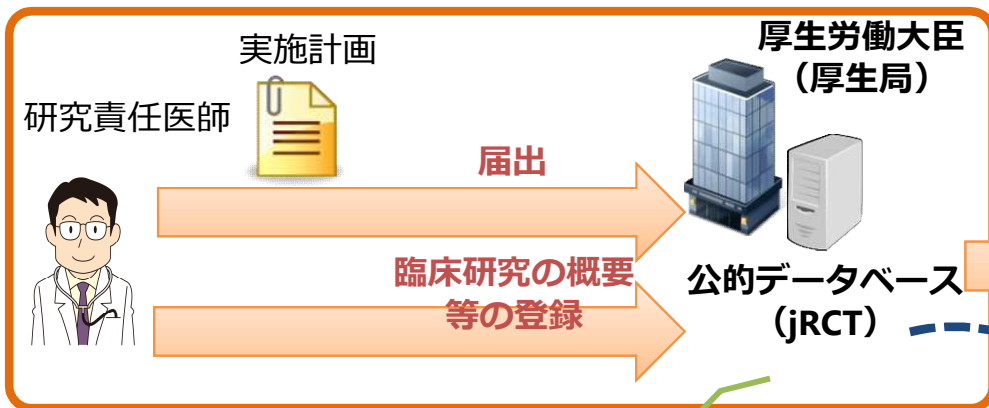 実施計画
研究責任医師
厚生労働大臣
（厚生局）
届出
臨床研究の概要
等の登録
公的データベース
（jRCT）